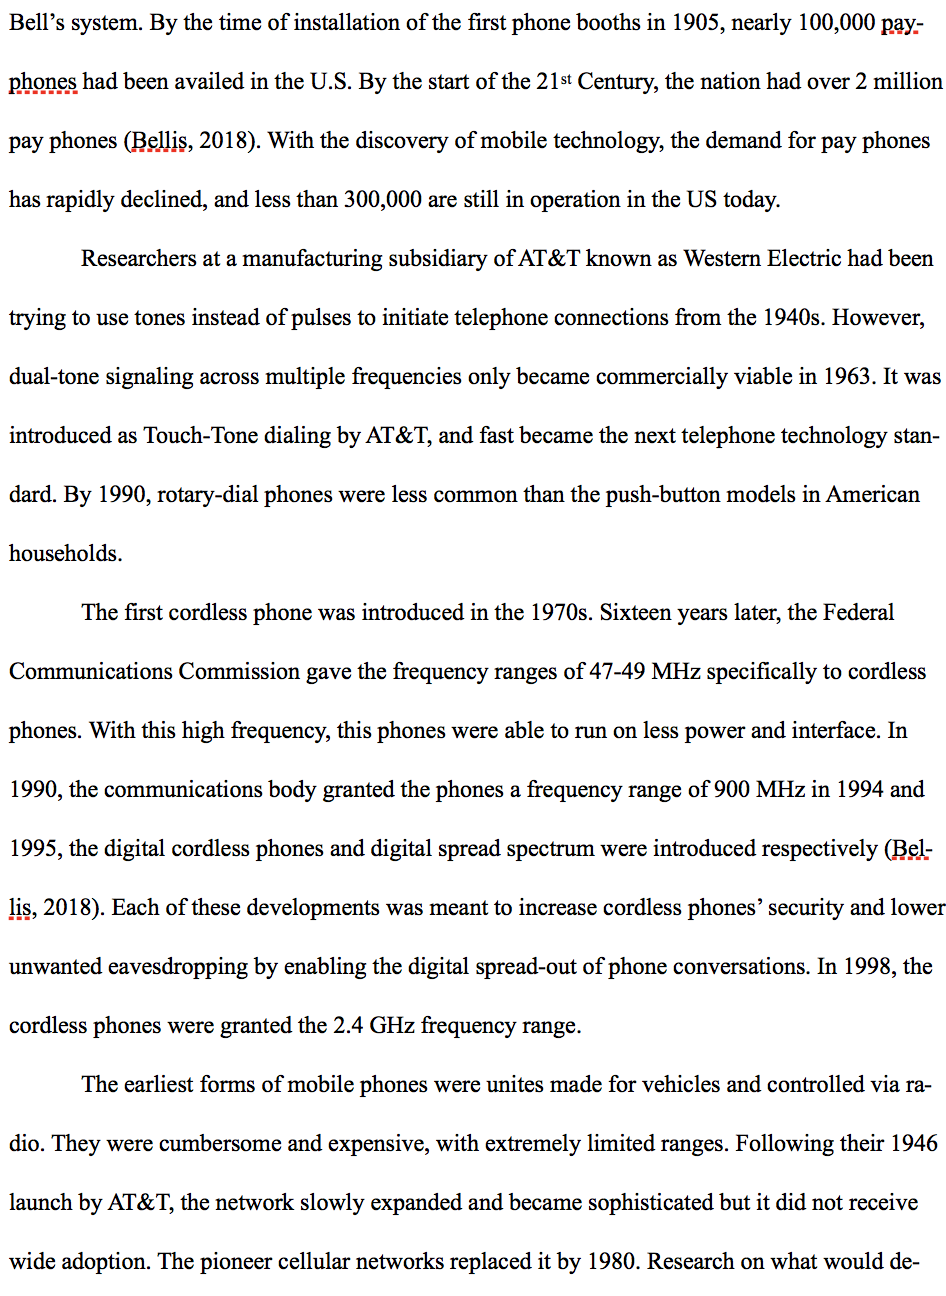 Bell’s system. By the time of installation of the first phone booths in 1905, nearly 100,000 pay-
phones had been availed in the U.S. By the start of the 21st Century, the nation had over 2 million
pay phones (Bellis, 2018). With the discovery of mobile technology, the demand for pay phones
has rapidly declined, and less than 300,000 are still in operation in the US today.
Researchers at a manufacturing subsidiary of AT&T known as Western Electric had been
trying to use tones instead of pulses to initiate telephone connections from the 1940s. However,
dual-tone signaling across multiple frequencies only became commercially viable in 1963. It was
introduced as Touch-Tone dialing by AT&T, and fast became the next telephone technology stan-
dard. By 1990, rotary-dial phones were less common than the push-button models in American
households.
The first cordless phone was introduced in the 1970s. Sixteen years later, the Federal
Communications Commission gave the frequency ranges of 47-49 MHz specifically to cordless
phones. With this high frequency, this phones were able to run on less power and interface. In
1990, the communications body granted the phones a frequency range of 900 MHz in 1994 and
1995, the digital cordless phones and digital spread spectrum were introduced respectively (Bel-
lis, 2018). Each of these developments was meant to increase cordless phones’ security and lower
unwanted eavesdropping by enabling the digital spread-out of phone conversations. In 1998, the
cordless phones were granted the 2.4 GHz frequency range.
The earliest forms of mobile phones were unites made for vehicles and controlled via ra-
dio. They were cumbersome and expensive, with extremely limited ranges. Following their 1946
launch by AT&T, the network slowly expanded and became sophisticated but it did not receive
wide adoption. The pioneer cellular networks replaced it by 1980. Research on what would de-